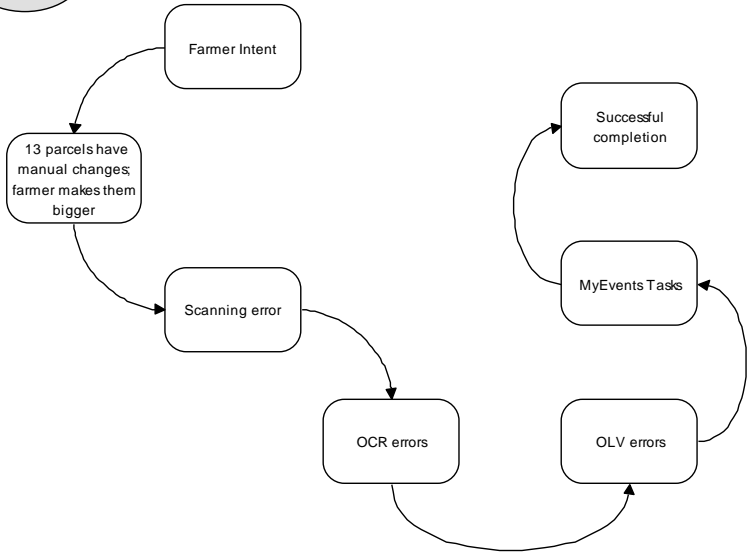 Farmer Intent
13 parcels have
manual changes;
farmer makes them
bigger
Scanning error
OCR errors
OLV errors
MyEvents Tasks
Successful
completion